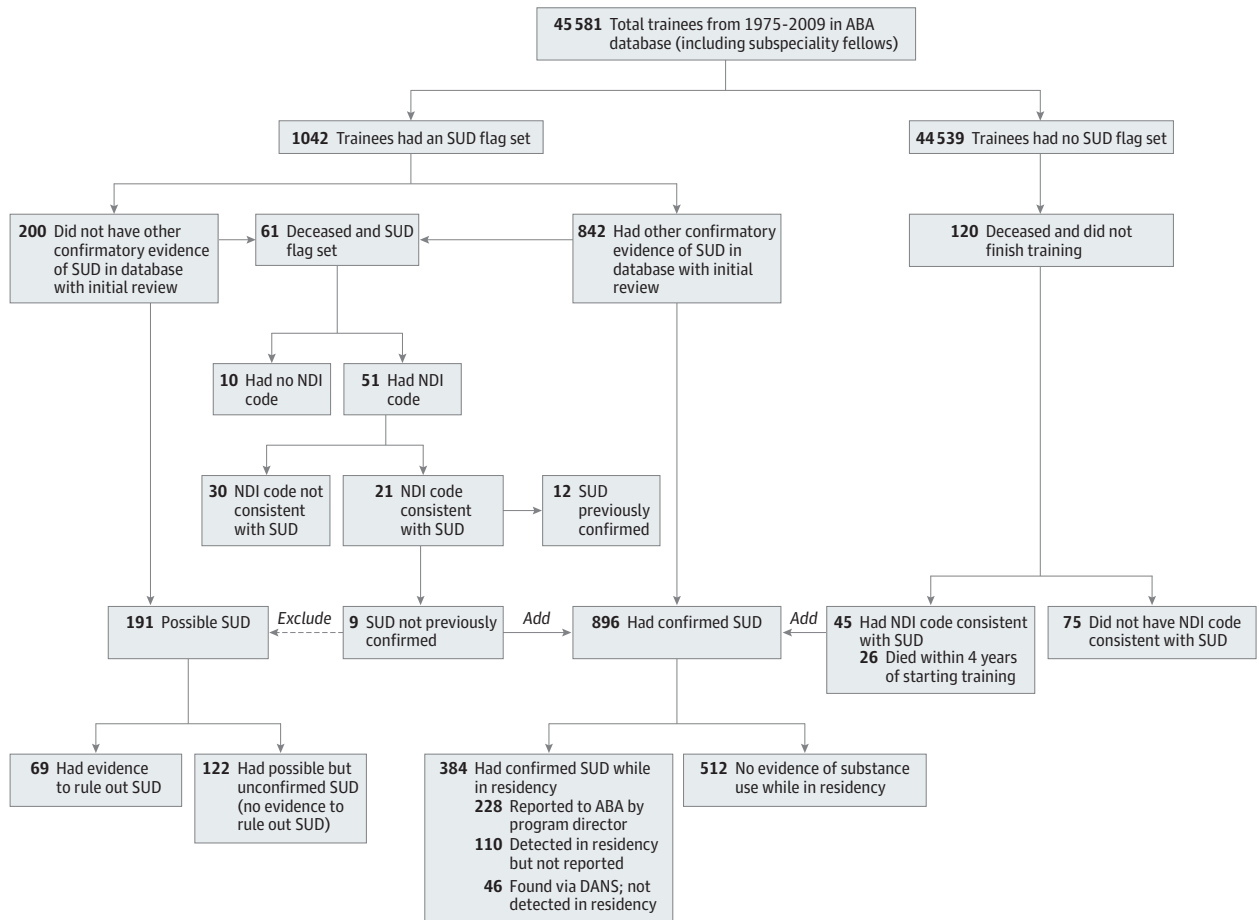 45 581 Total trainees from 1975-2009 in ABA
database (including subspeciality fellows)
1042 Trainees had an SUD flag set
44 539 Trainees had no SUD flag set
200 Did not have other
confirmatory evidence
of SUD in database
with initial review
61 Deceased and SUD
flag set
842 Had other confirmatory
evidence of SUD in
database with initial
review
120 Deceased and did not
finish training
10 Had no NDI
code
51 Had NDI
code
30 NDI code not
consistent
with SUD
21 NDI code
consistent
with SUD
12 SUD
previously
confirmed
191 Possible SUD
Exclude
9 SUD not previously
confirmed
Add
896 Had confirmed SUD
Add
45 Had NDI code consistent
with SUD
26 Died within 4 years
of starting training
75 Did not have NDI code
consistent with SUD
69 Had evidence
to rule out SUD
122 Had possible but
unconfirmed SUD
(no evidence to
rule out SUD)
384 Had confirmed SUD while
in residency
228 Reported to ABA by
program director
110 Detected in residency
but not reported
46 Found via DANS; not
detected in residency
512 No evidence of substance
use while in residency